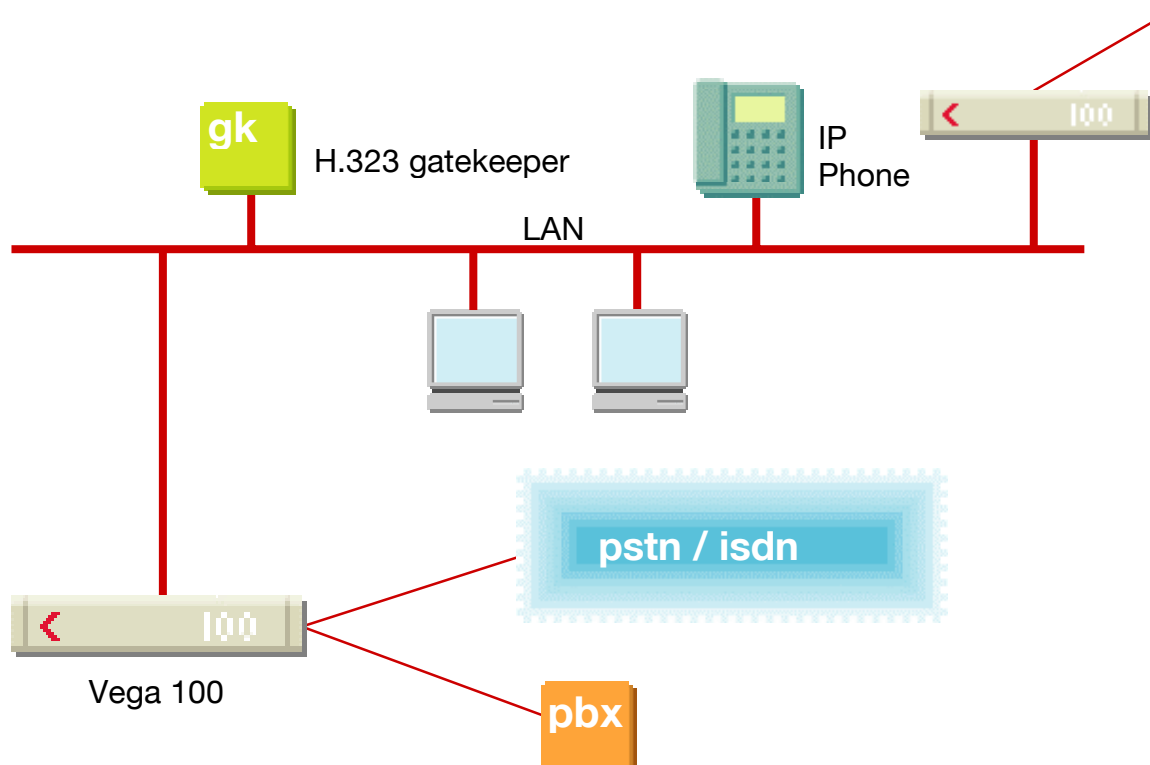 gk
H.323 gatekeeper
IP
Phone
100
LAN
pstn / isdn
100
Vega 100
pbx